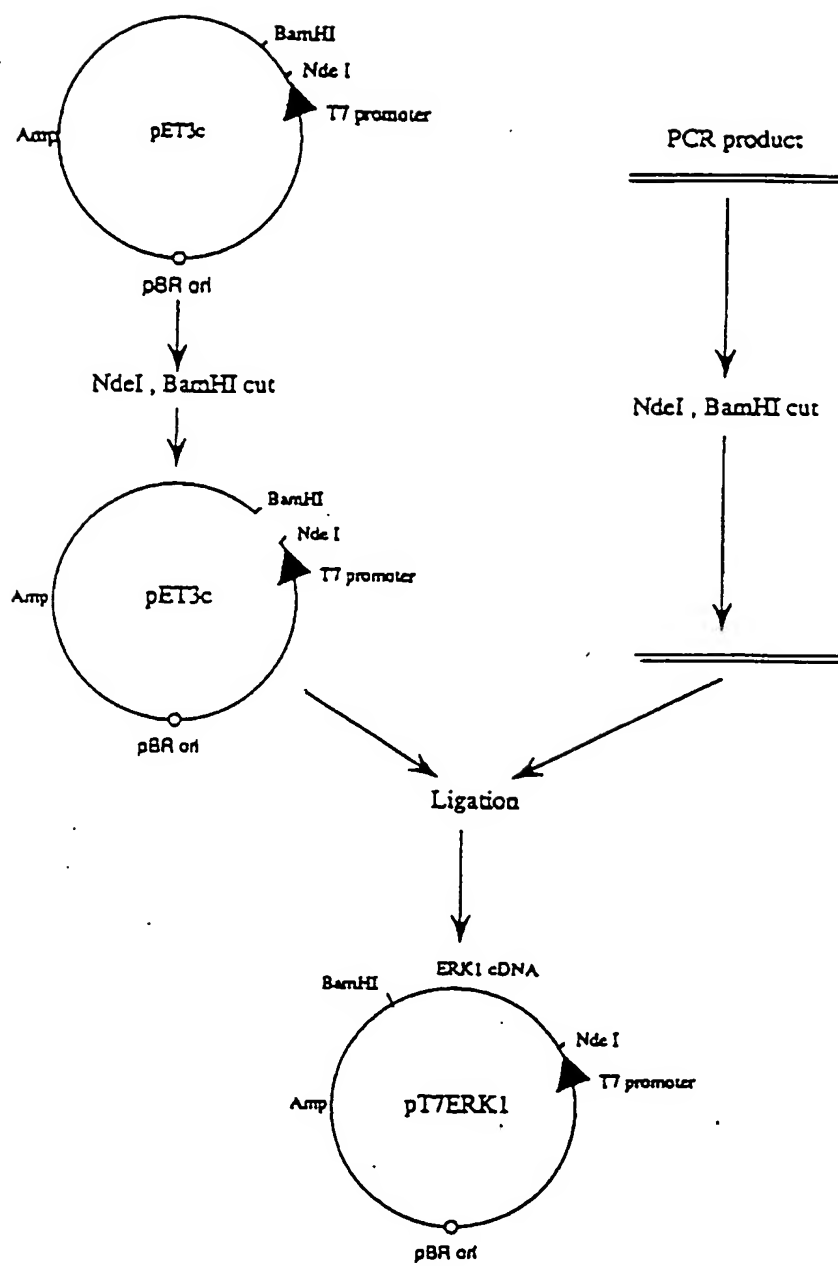 BamHI
Nde I
T7 promoter
Amp
pET3c
pBR ori
PCR product
NdeI , BamHI cut
NdeI , BamHI cut
BamHI
Nde I
T7 promoter
Amp
pET3c
pBR ori
Ligation
ERK1 cDNA
BamHI
Nde I
T7 promoter
Amp
pT7ERK1
pBR ori